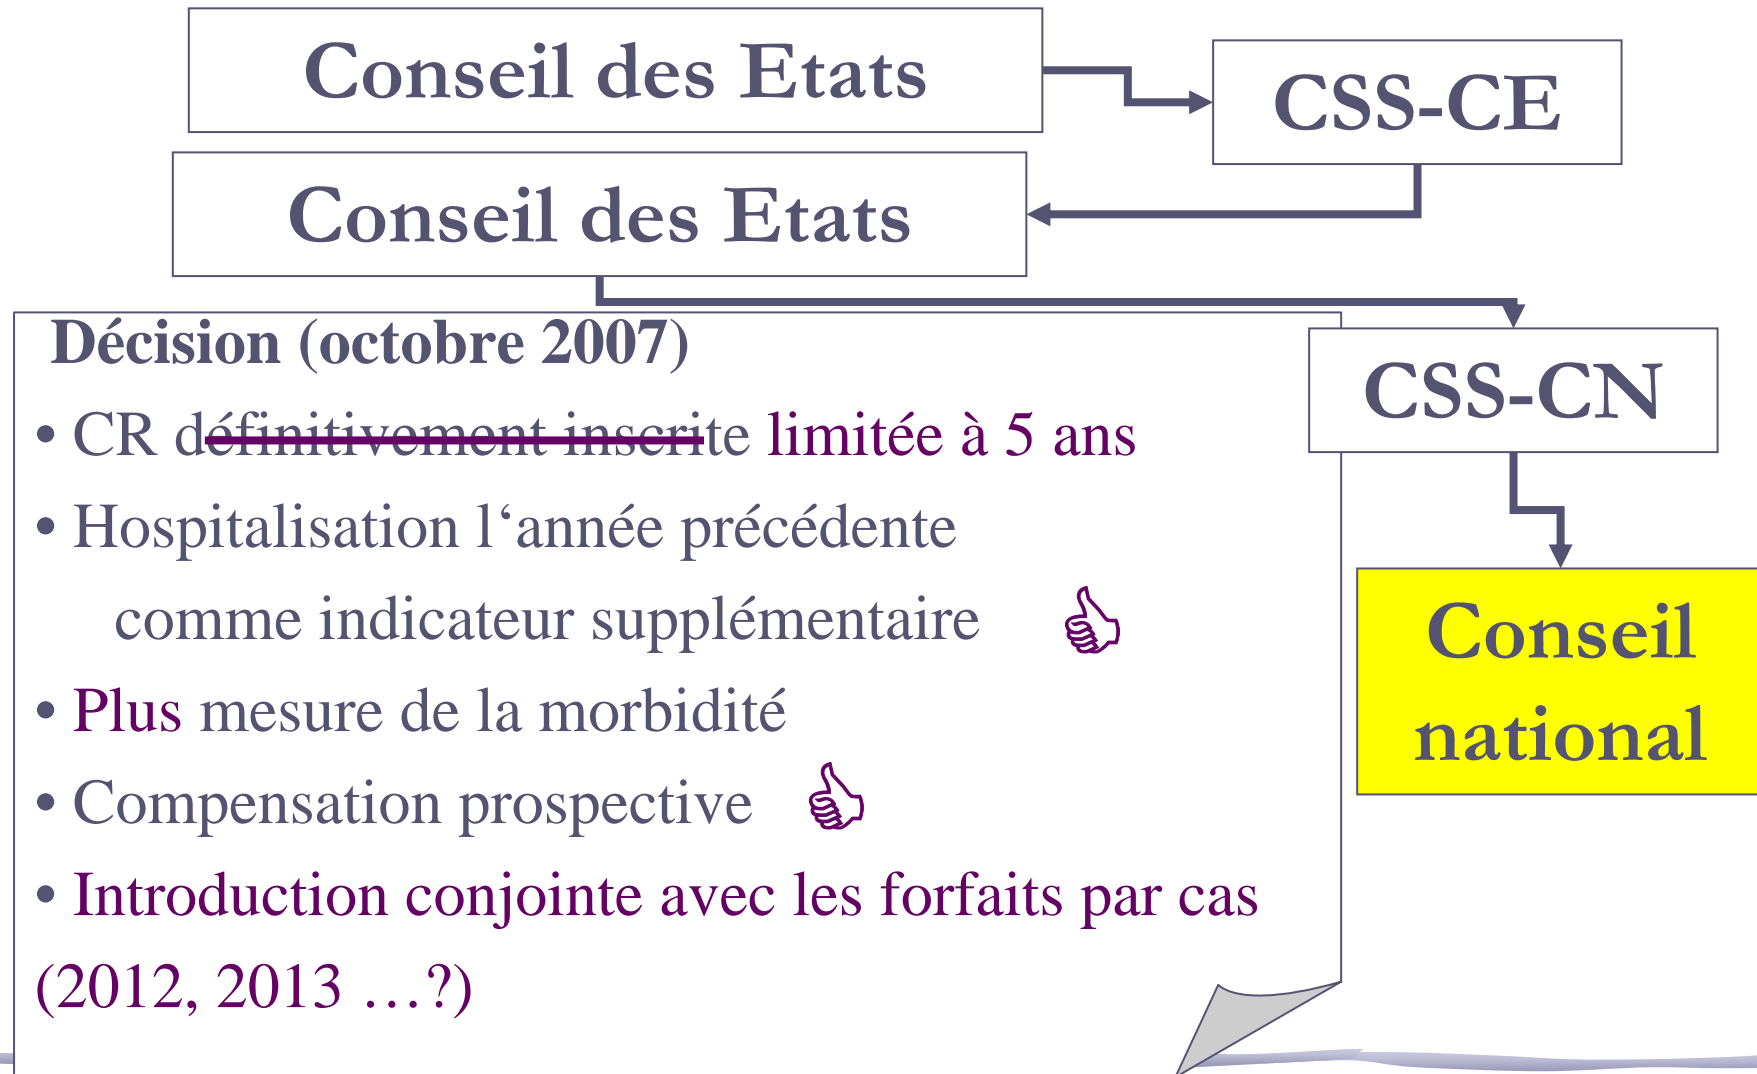 Conseil des Etats
CSS-CE
Conseil des Etats
Décision (octobre 2007)
• CR définitivement inscrite limitée à 5 ans
• Hospitalisation l‘année précédente
comme indicateur supplémentaire
• Plus mesure de la morbidité
• Compensation prospective
• Introduction conjointe avec les forfaits par cas
(2012, 2013 …?)
CSS-CN
Conseil
national